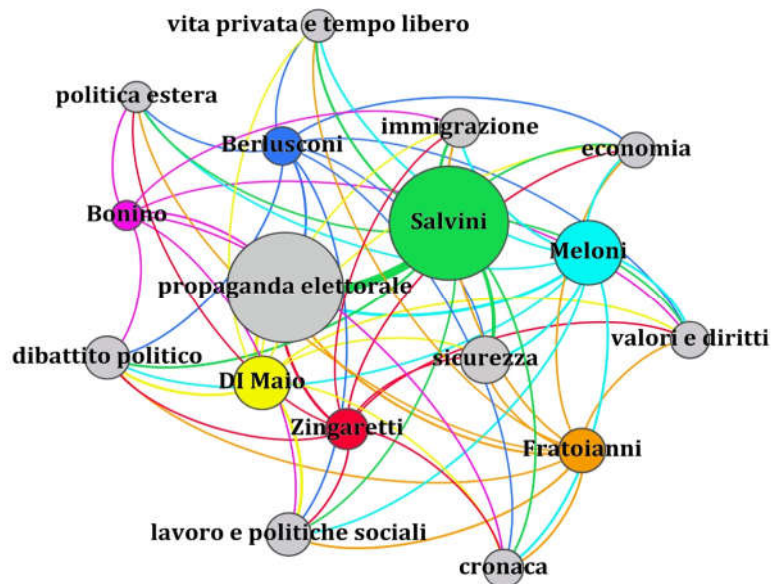 vita privata e tempo libero
politica estera
immigrazione
Berlusconi
economia
Bonino
Salvini
Meloni
propaganda elettorale
valori e diritti
dibattito politico
sicurezza
DI Maio
Zingaretti
Fratoianni
lavoro e politiche sociali
cronaca